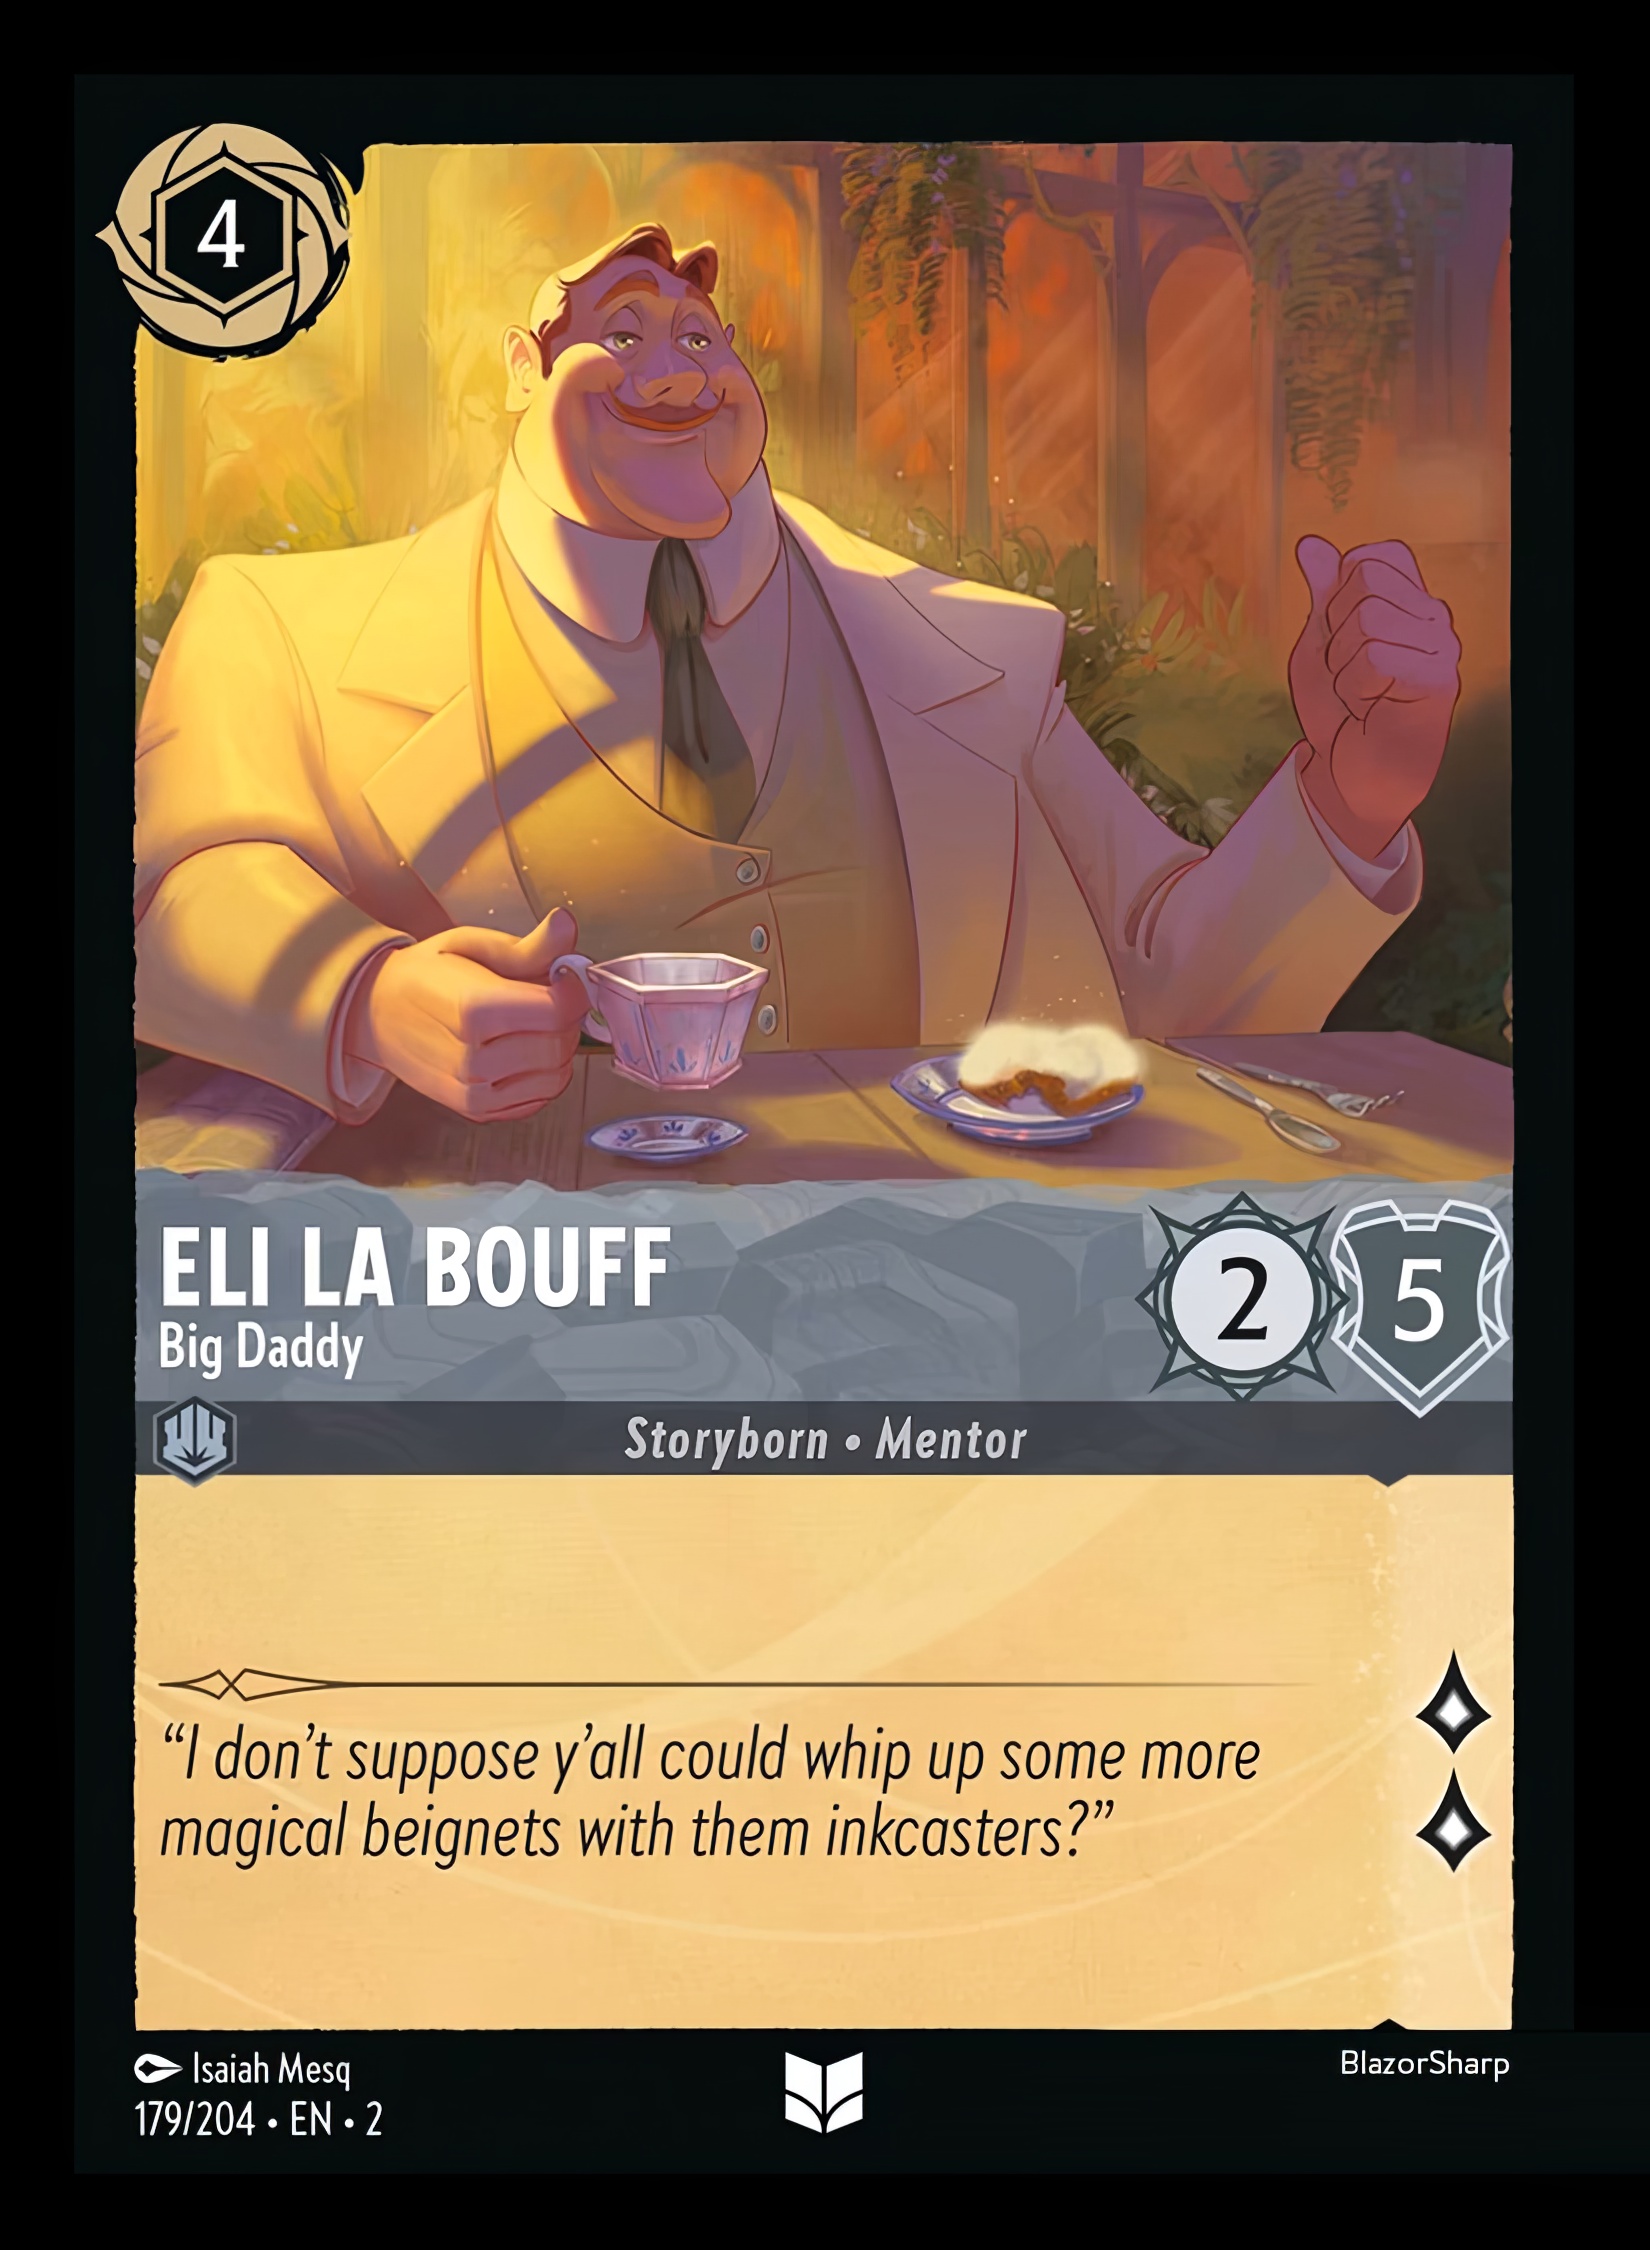 4
ELI LA BOUFF
Big Daddy
2
5
Storyborn • Mentor
“I don’t suppose y’all could whip up some more
magical beignets with them inkcasters?”
Isaiah Mesq
179/204 • EN • 2
BlazorSharp